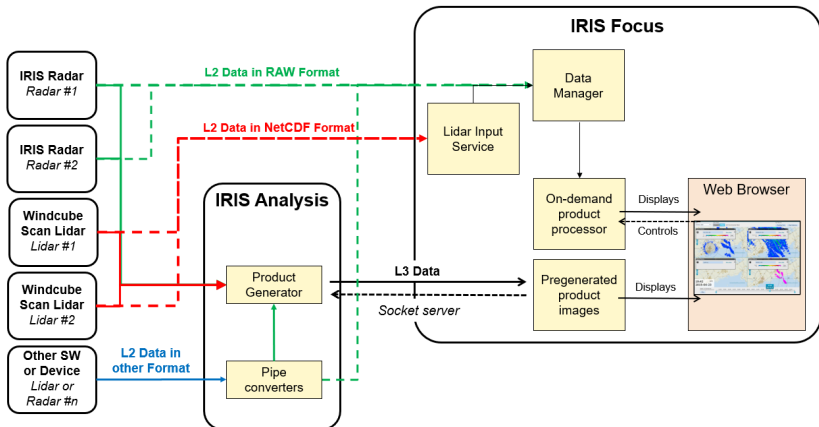 IRIS Focus
IRIS Radar
Radar #1
L2 Data in RAW Format
Data
Manager
IRIS Radar
Radar #2
L2 Data in NetCDF Format
Lidar Input
Service
Windcube
Scan Lidar
Lidar #1
IRIS Analysis
On-demand
product
processor
Displays
Controls
Web Browser
Windcube
Scan Lidar
Lidar #2
Product
Generator
L3 Data
Socket server
Pregenerated
product
images
Displays
Other SW
or Device
Lidar or
Radar #n
L2 Data in
other Format
Pipe
converters